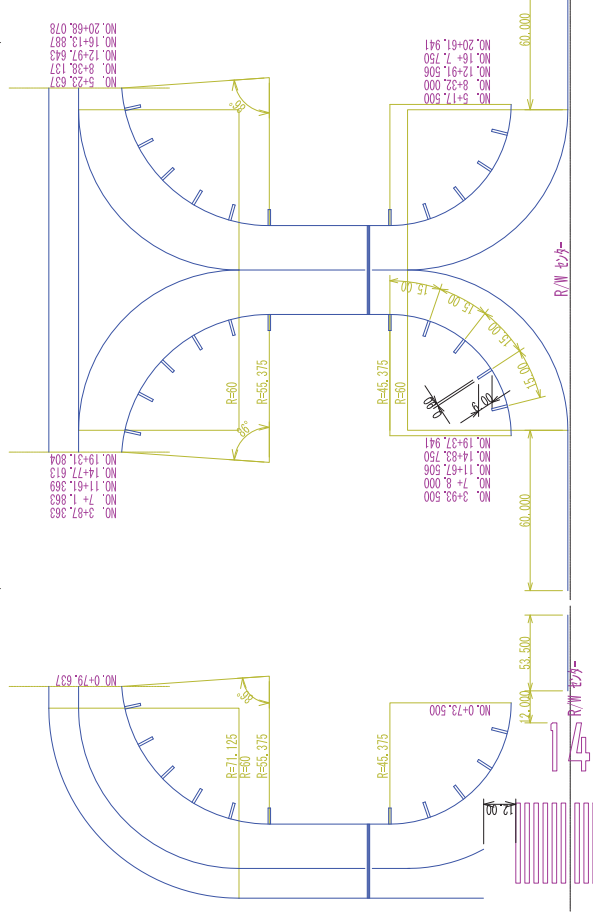 NO. 5+23.637
NO. 8+38.137
NO. 12+97.643
NO. 16+13.887
NO. 20+68.078
NO. 5+17.500
NO. 8+32.000
NO. 12+91.506
NO. 16+ 7.750
NO. 20+61.941
60.000
86°
R/W センター
15.00
15.00
15.00
15.00
R=60
R=55.375
R=45.375
R=60
86°
NO. 3+87.363
NO. 7+ 1.863
NO. 11+61.369
NO. 14+77.613
NO. 19+31.804
NO. 3+93.500
NO. 7+ 8.000
NO. 11+67.506
NO. 14+83.750
NO. 19+37.941
60.000
53.500
12.000
R/W センター
NO.0+79.637
86°
NO.0+73.500
R=71.125
R=60
R=55.375
R=45.375
14
12.00